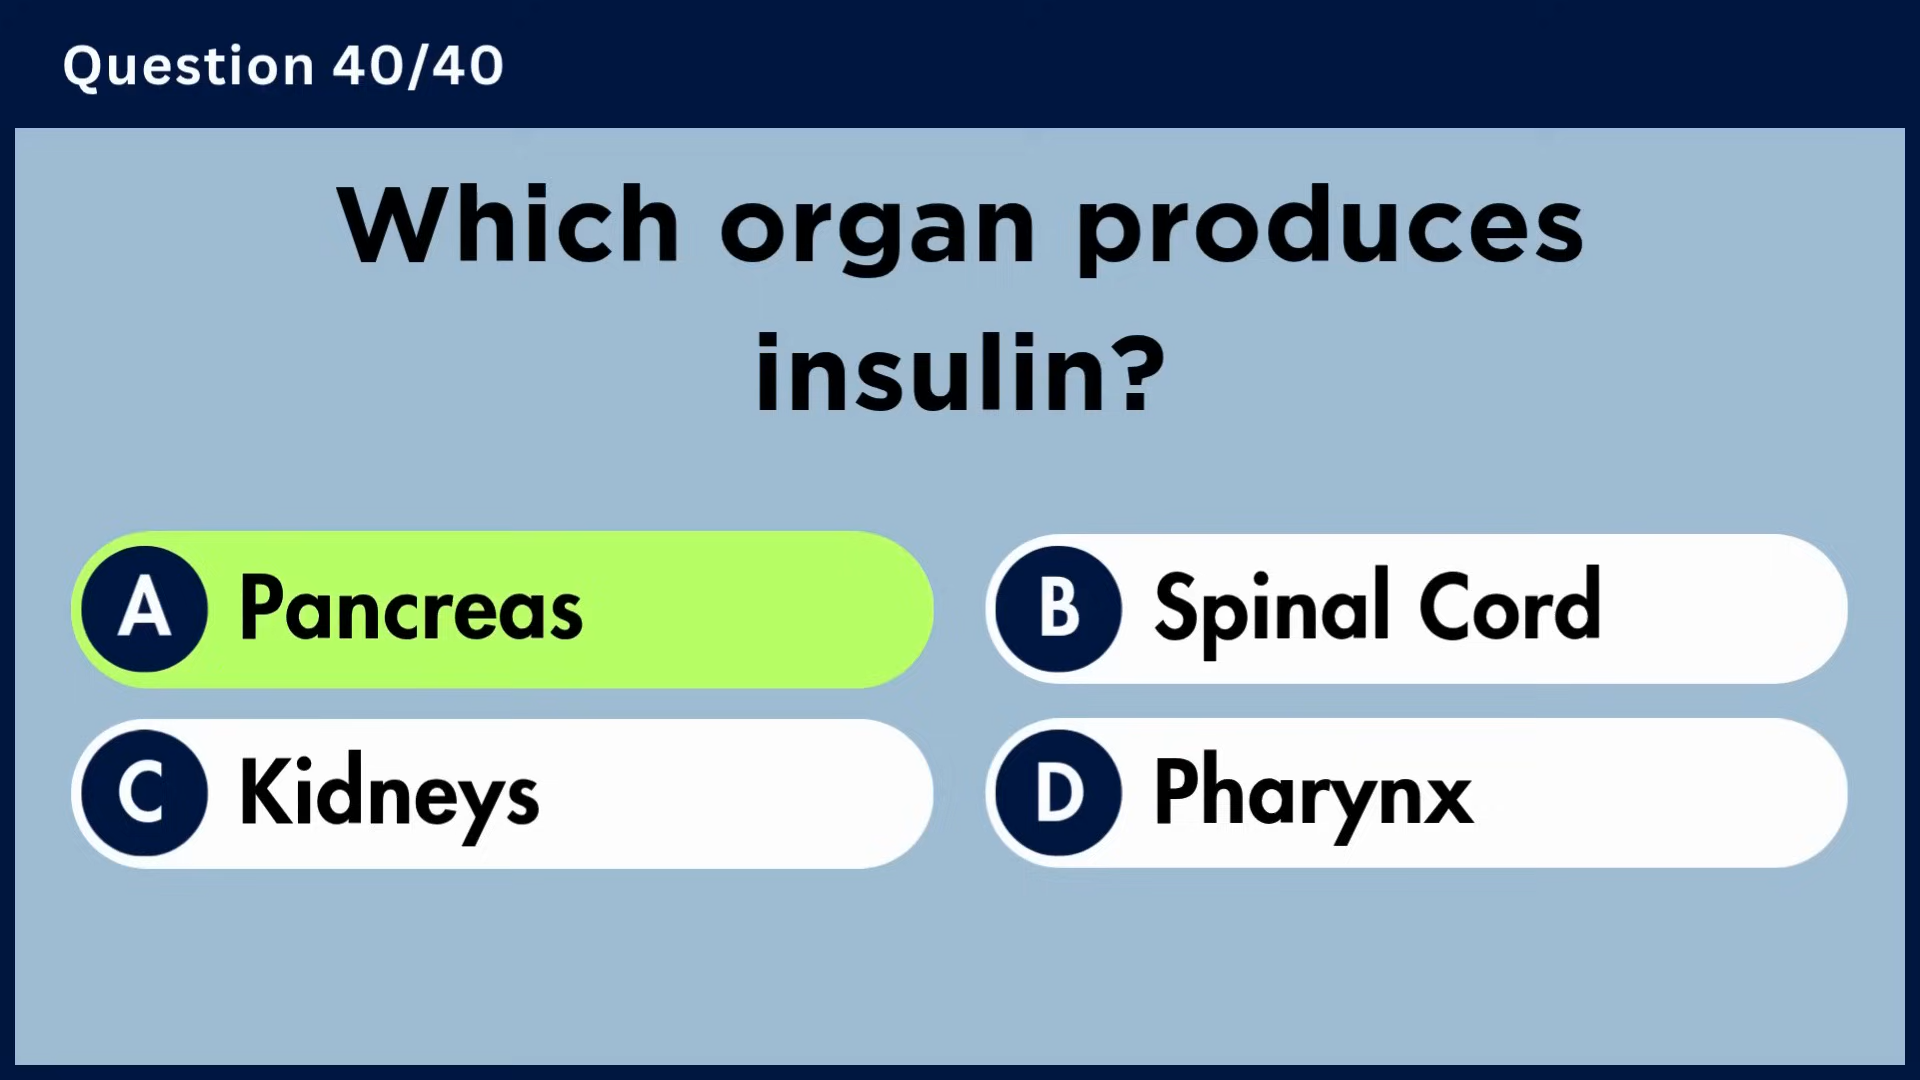 Question 40/40
Which organ produces
insulin?
A Pancreas
B Spinal Cord
C Kidneys
D Pharynx